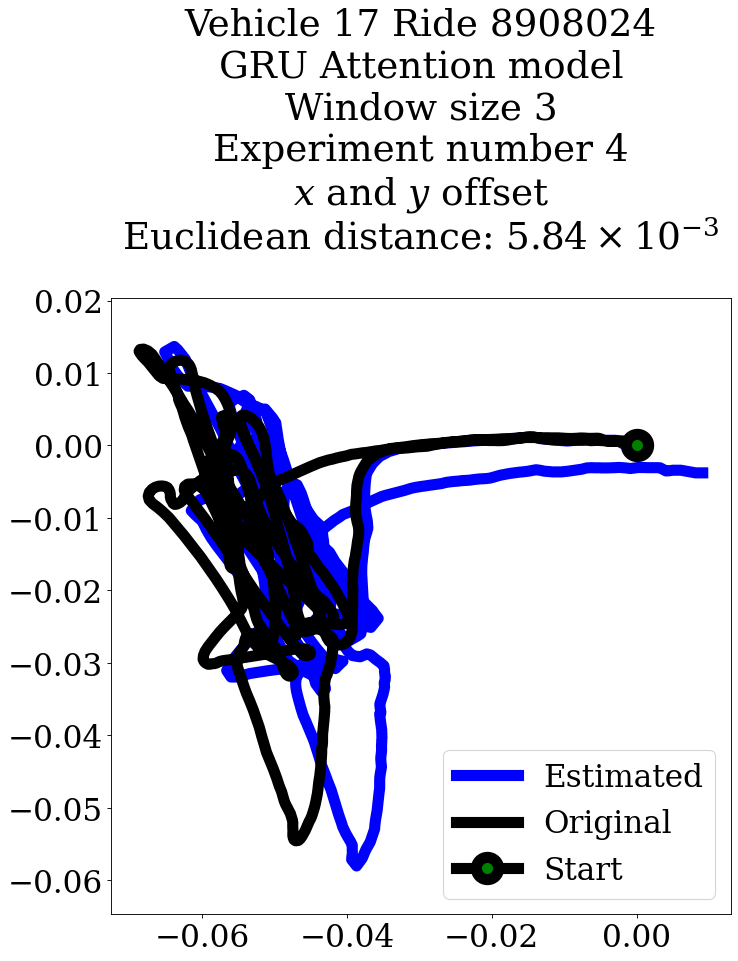 Vehicle 17 Ride 8908024
GRU Attention model
Window size 3
Experiment number 4
x and y offset
Euclidean distance: 5.84 × 10⁻³
0.02
0.01
0.00
−0.01
−0.02
−0.03
−0.04
−0.05
−0.06
Estimated
Original
Start
−0.06 −0.04 −0.02 0.00